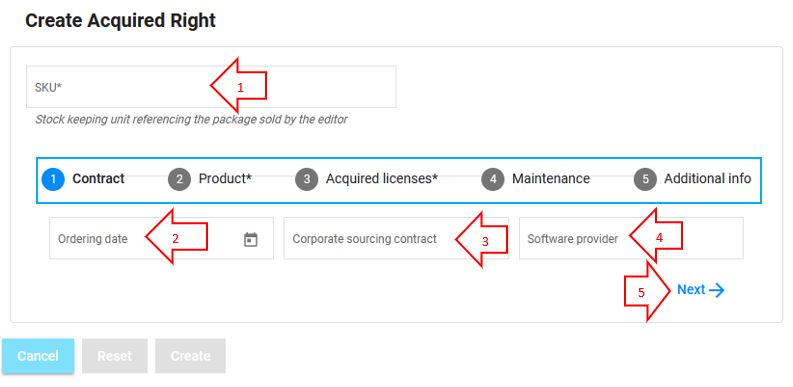 Create Acquired Right
SKU* 1
Stock keeping unit referencing the package sold by the editor
1 Contract 2 Product* 3 Acquired licenses* 4 Maintenance 5 Additional info
Ordering date 2 Corporate sourcing contract 3 Software provider 4
5 Next
Cancel Reset Create